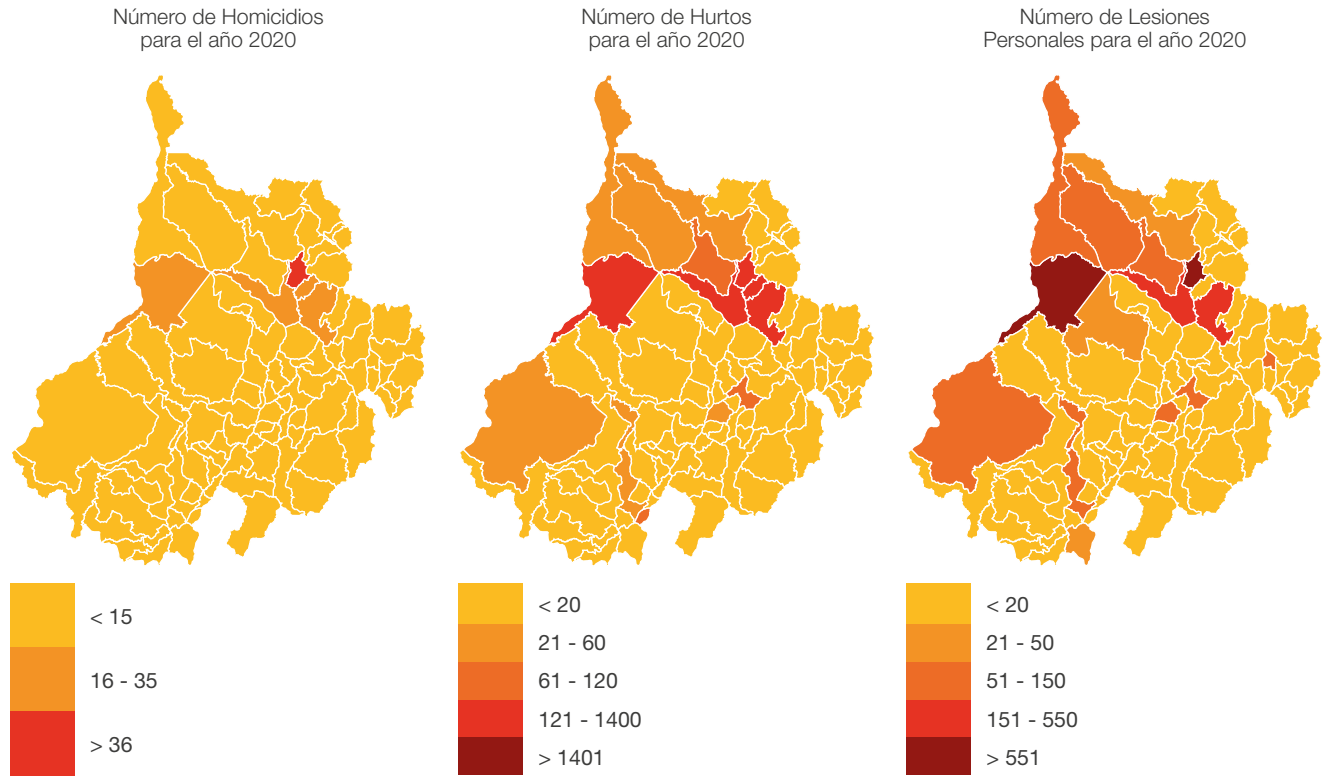 Número de Homicidios
para el año 2020
< 15
16 - 35
> 36
Número de Hurtos
para el año 2020
< 20
21 - 60
61 - 120
121 - 1400
> 1401
Número de Lesiones
Personales para el año 2020
< 20
21 - 50
51 - 150
151 - 550
> 551